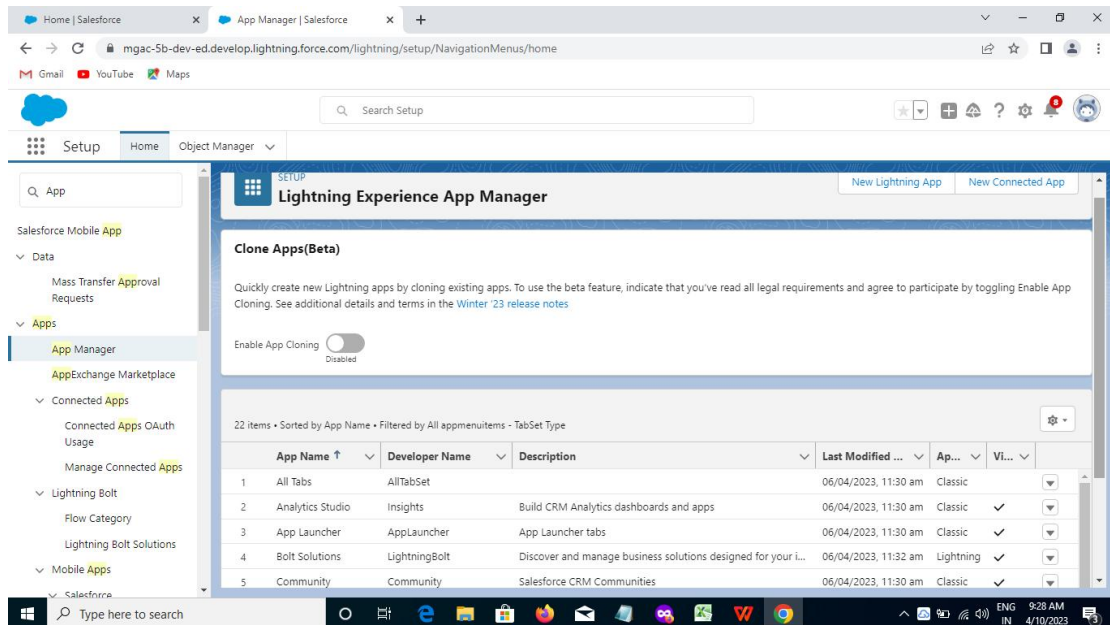 Home | Salesforce
App Manager | Salesforce
mgac-5b-dev-ed.develop.lightning.force.com/lightning/setup/NavigationMenus/home
Gmail YouTube Maps
Search Setup
8
Setup Home Object Manager
App
Salesforce Mobile App
Data
Mass Transfer Approval
Requests
Apps
App Manager
AppExchange Marketplace
Connected Apps
Connected Apps OAuth
Usage
Manage Connected Apps
Lightning Bolt
Flow Category
Lightning Bolt Solutions
Mobile Apps
Salesforce
SETUP
Lightning Experience App Manager
New Lightning App New Connected App
Clone Apps(Beta)
Quickly create new Lightning apps by cloning existing apps. To use the beta feature, indicate that you've read all legal requirements and agree to participate by toggling Enable App
Cloning. See additional details and terms in the Winter '23 release notes
Enable App Cloning
Disabled
22 items • Sorted by App Name • Filtered by All appmenuitems - TabSet Type
App Name Developer Name Description Last Modified ... Ap... Vi...
1 All Tabs AllTabSet 06/04/2023, 11:30 am Classic
2 Analytics Studio Insights Build CRM Analytics dashboards and apps 06/04/2023, 11:30 am Classic
3 App Launcher AppLauncher App Launcher tabs 06/04/2023, 11:30 am Classic
4 Bolt Solutions LightningBolt Discover and manage business solutions designed for your i... 06/04/2023, 11:32 am Lightning
5 Community Community Salesforce CRM Communities 06/04/2023, 11:30 am Classic
Type here to search
ENG
IN
9:28 AM
4/10/2023
3